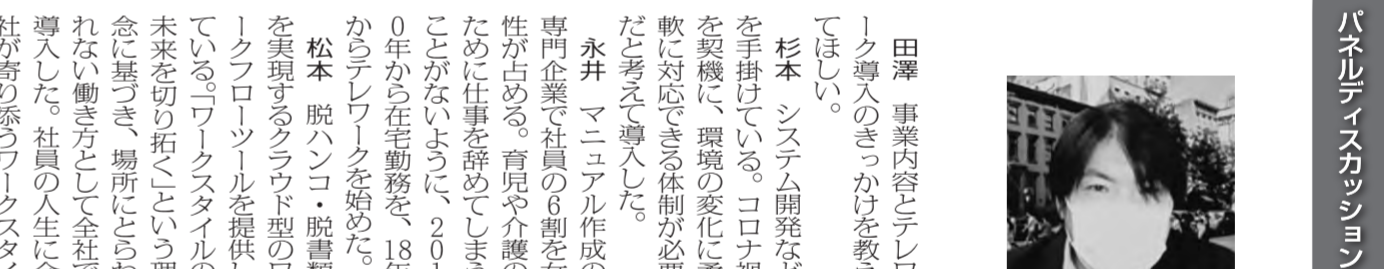 パネルディスカッション
田澤　事業内容とテレワ
ーク導入のきっかけを教え
てほしい。
杉本　システム開発など
を手掛けている。コロナ禍
を契機に、環境の変化に柔
軟に対応できる体制が必要
だと考えて導入した。
永井　マニュアル作成の
専門企業で社員の6割を女
性が占める。育児や介護の
ために仕事を辞めてしまう
ことがないように、201
0年から在宅勤務を、18年
からテレワークを始めた。
松本　脱ハンコ・脱書類
を実現するクラウド型のワ
ークフローツールを提供し
ている。「ワークスタイルの
未来を切り拓く」という理
念に基づき、場所にとらわ
れない働き方として全社で
導入した。社員の人生に会
社が寄り添うワークスタイ